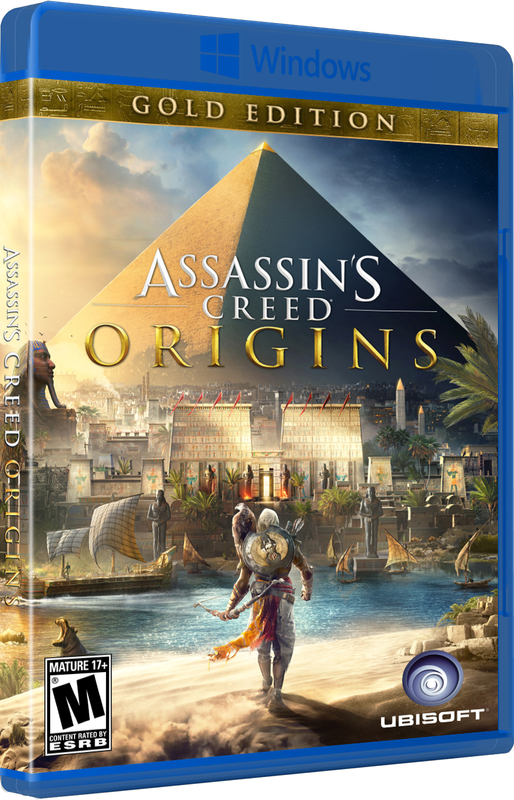 Windows
GOLD EDITION
ASSASSIN'S
CREED
ORIGINS
ASSASSIN'S CREED ORIGINS
MATURE 17+
M
®
CONTENT RATED BY
ESRB
UBISOFT